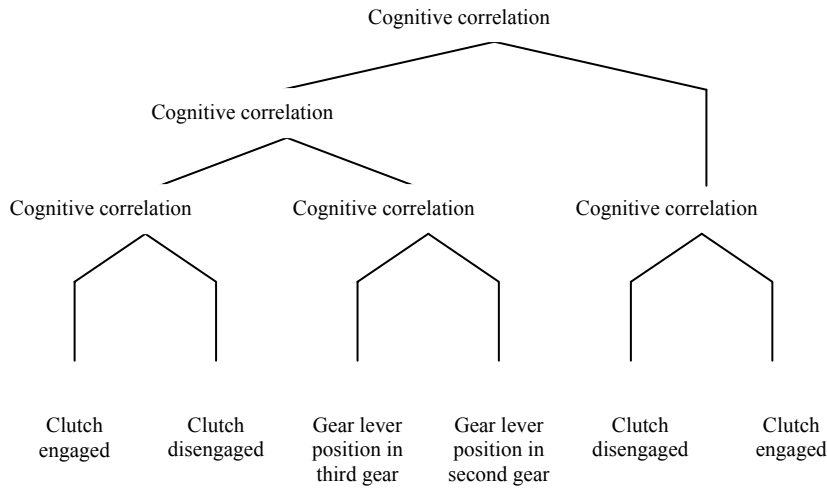 Cognitive correlation
Cognitive correlation
Cognitive correlation
Cognitive correlation
Cognitive correlation
Clutch
engaged
Clutch
disengaged
Gear lever
position in
third gear
Gear lever
position in
second gear
Clutch
disengaged
Clutch
engaged